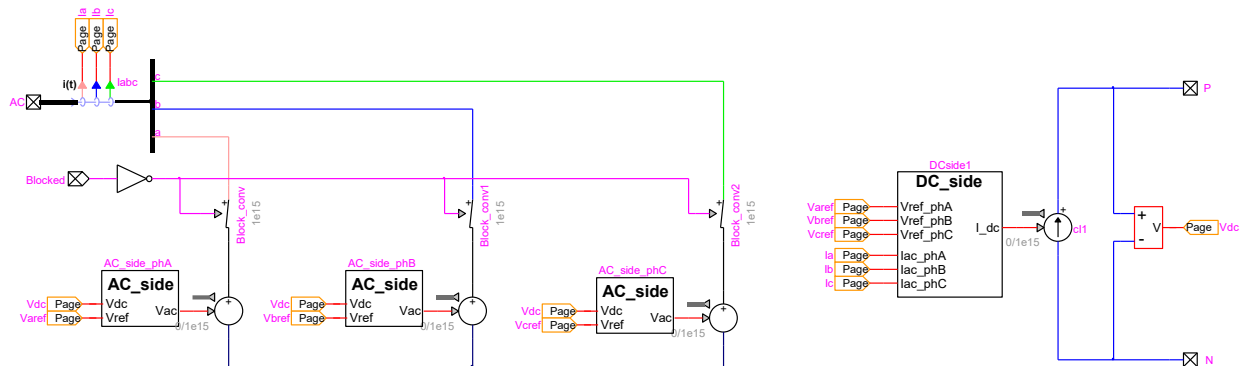 Ia Ib Ic
Page Page Page
i(t) Iabc
AC
c
b
a
Blocked
Block_conv
1e15
Block_conv1
1e15
Block_conv2
1e15
AC_side_phA
AC_side
Vdc Page Vdc
Varef Page Vref
Vac
0/1e15
+
AC_side_phB
AC_side
Vdc Page Vdc
Vbref Page Vref
Vac
0/1e15
+
AC_side_phC
AC_side
Vdc Page Vdc
Vcref Page Vref
Vac
0/1e15
+
DCside1
DC_side
Varef Page Vref_phA
Vbref Page Vref_phB
Vcref Page Vref_phC
I_dc
Ia Page Iac_phA
Ib Page Iac_phB
Ic Page Iac_phC
0/1e15
+
cI1
P
+
-
V
Page Vdc
N